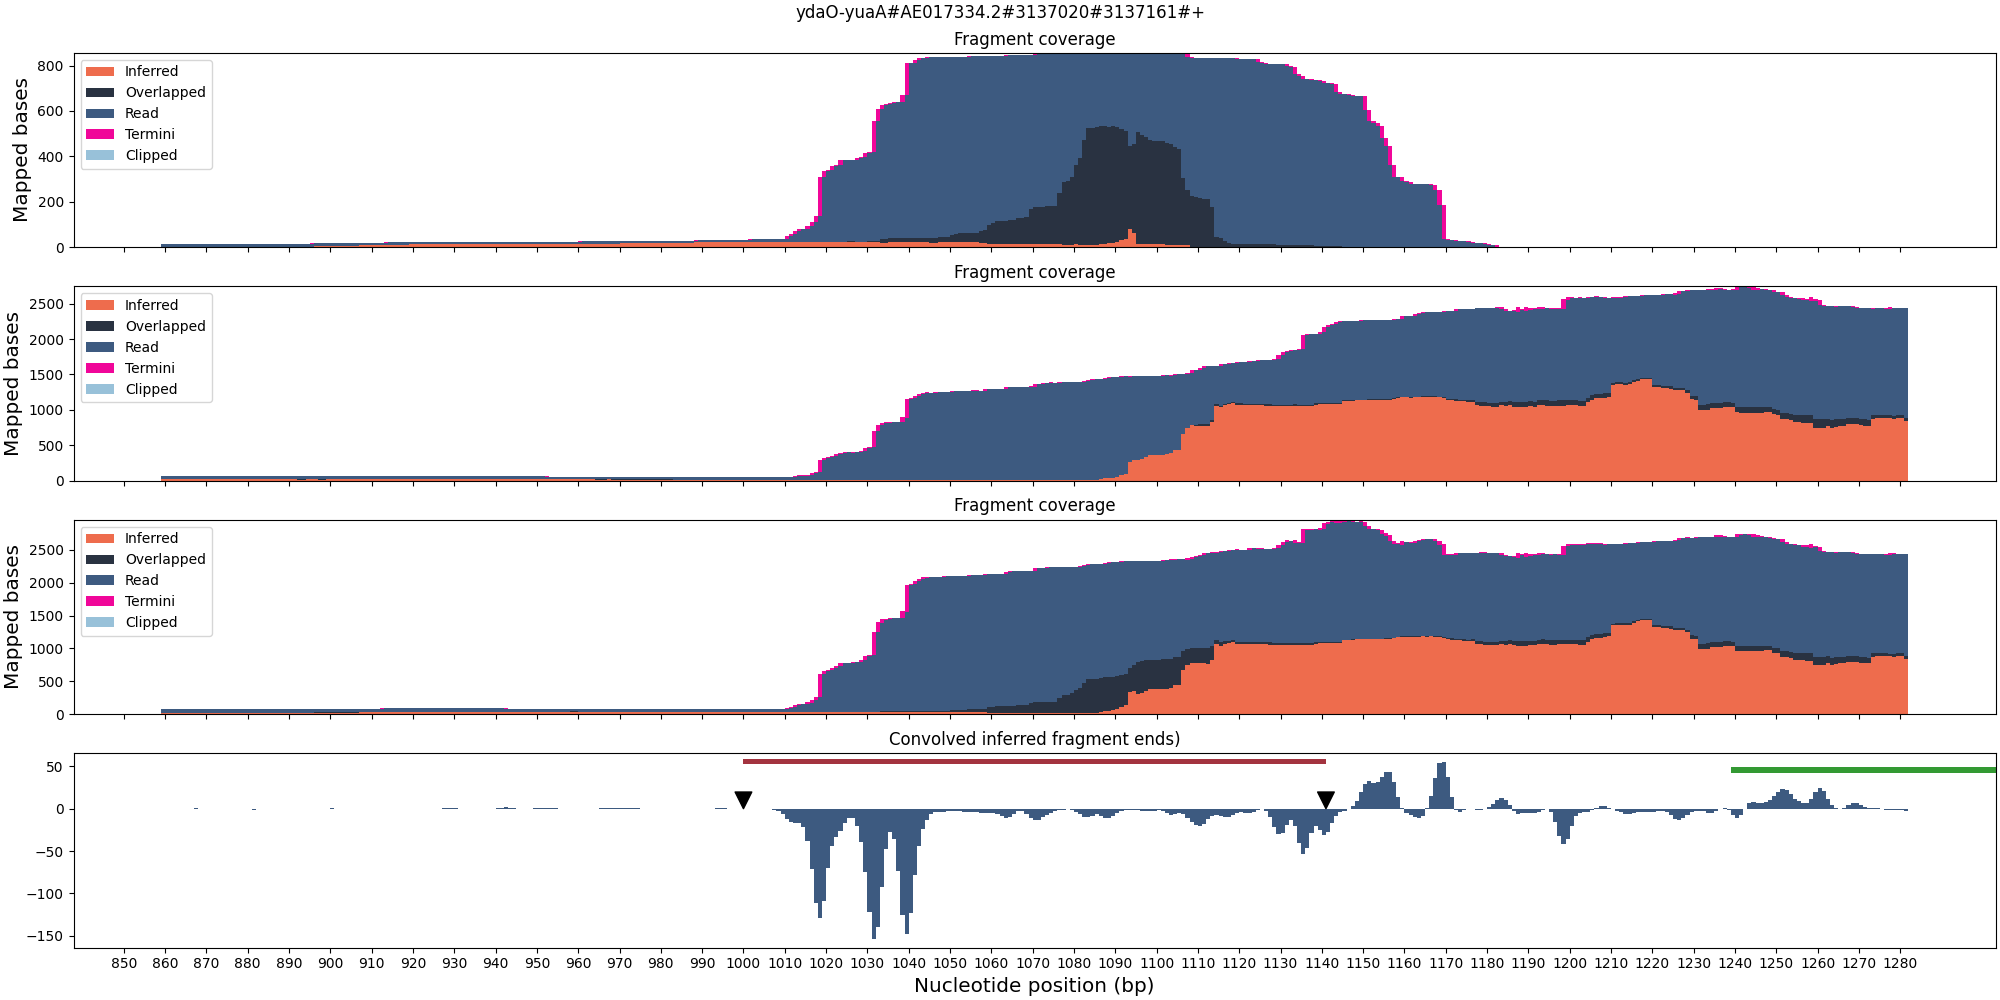 ydaO-yuaA#AE017334.2#3137020#3137161#+
Fragment coverage
Mapped bases
800
600
400
200
0
Inferred
Overlapped
Read
Termini
Clipped
Fragment coverage
Mapped bases
2500
2000
1500
1000
500
0
Inferred
Overlapped
Read
Termini
Clipped
Fragment coverage
Mapped bases
2500
2000
1500
1000
500
0
Inferred
Overlapped
Read
Termini
Clipped
Convolved inferred fragment ends)
50
0
−50
−100
−150
850 860 870 880 890 900 910 920 930 940 950 960 970 980 990 1000 1010 1020 1030 1040 1050 1060 1070 1080 1090 1100 1110 1120 1130 1140 1150 1160 1170 1180 1190 1200 1210 1220 1230 1240 1250 1260 1270 1280
Nucleotide position (bp)